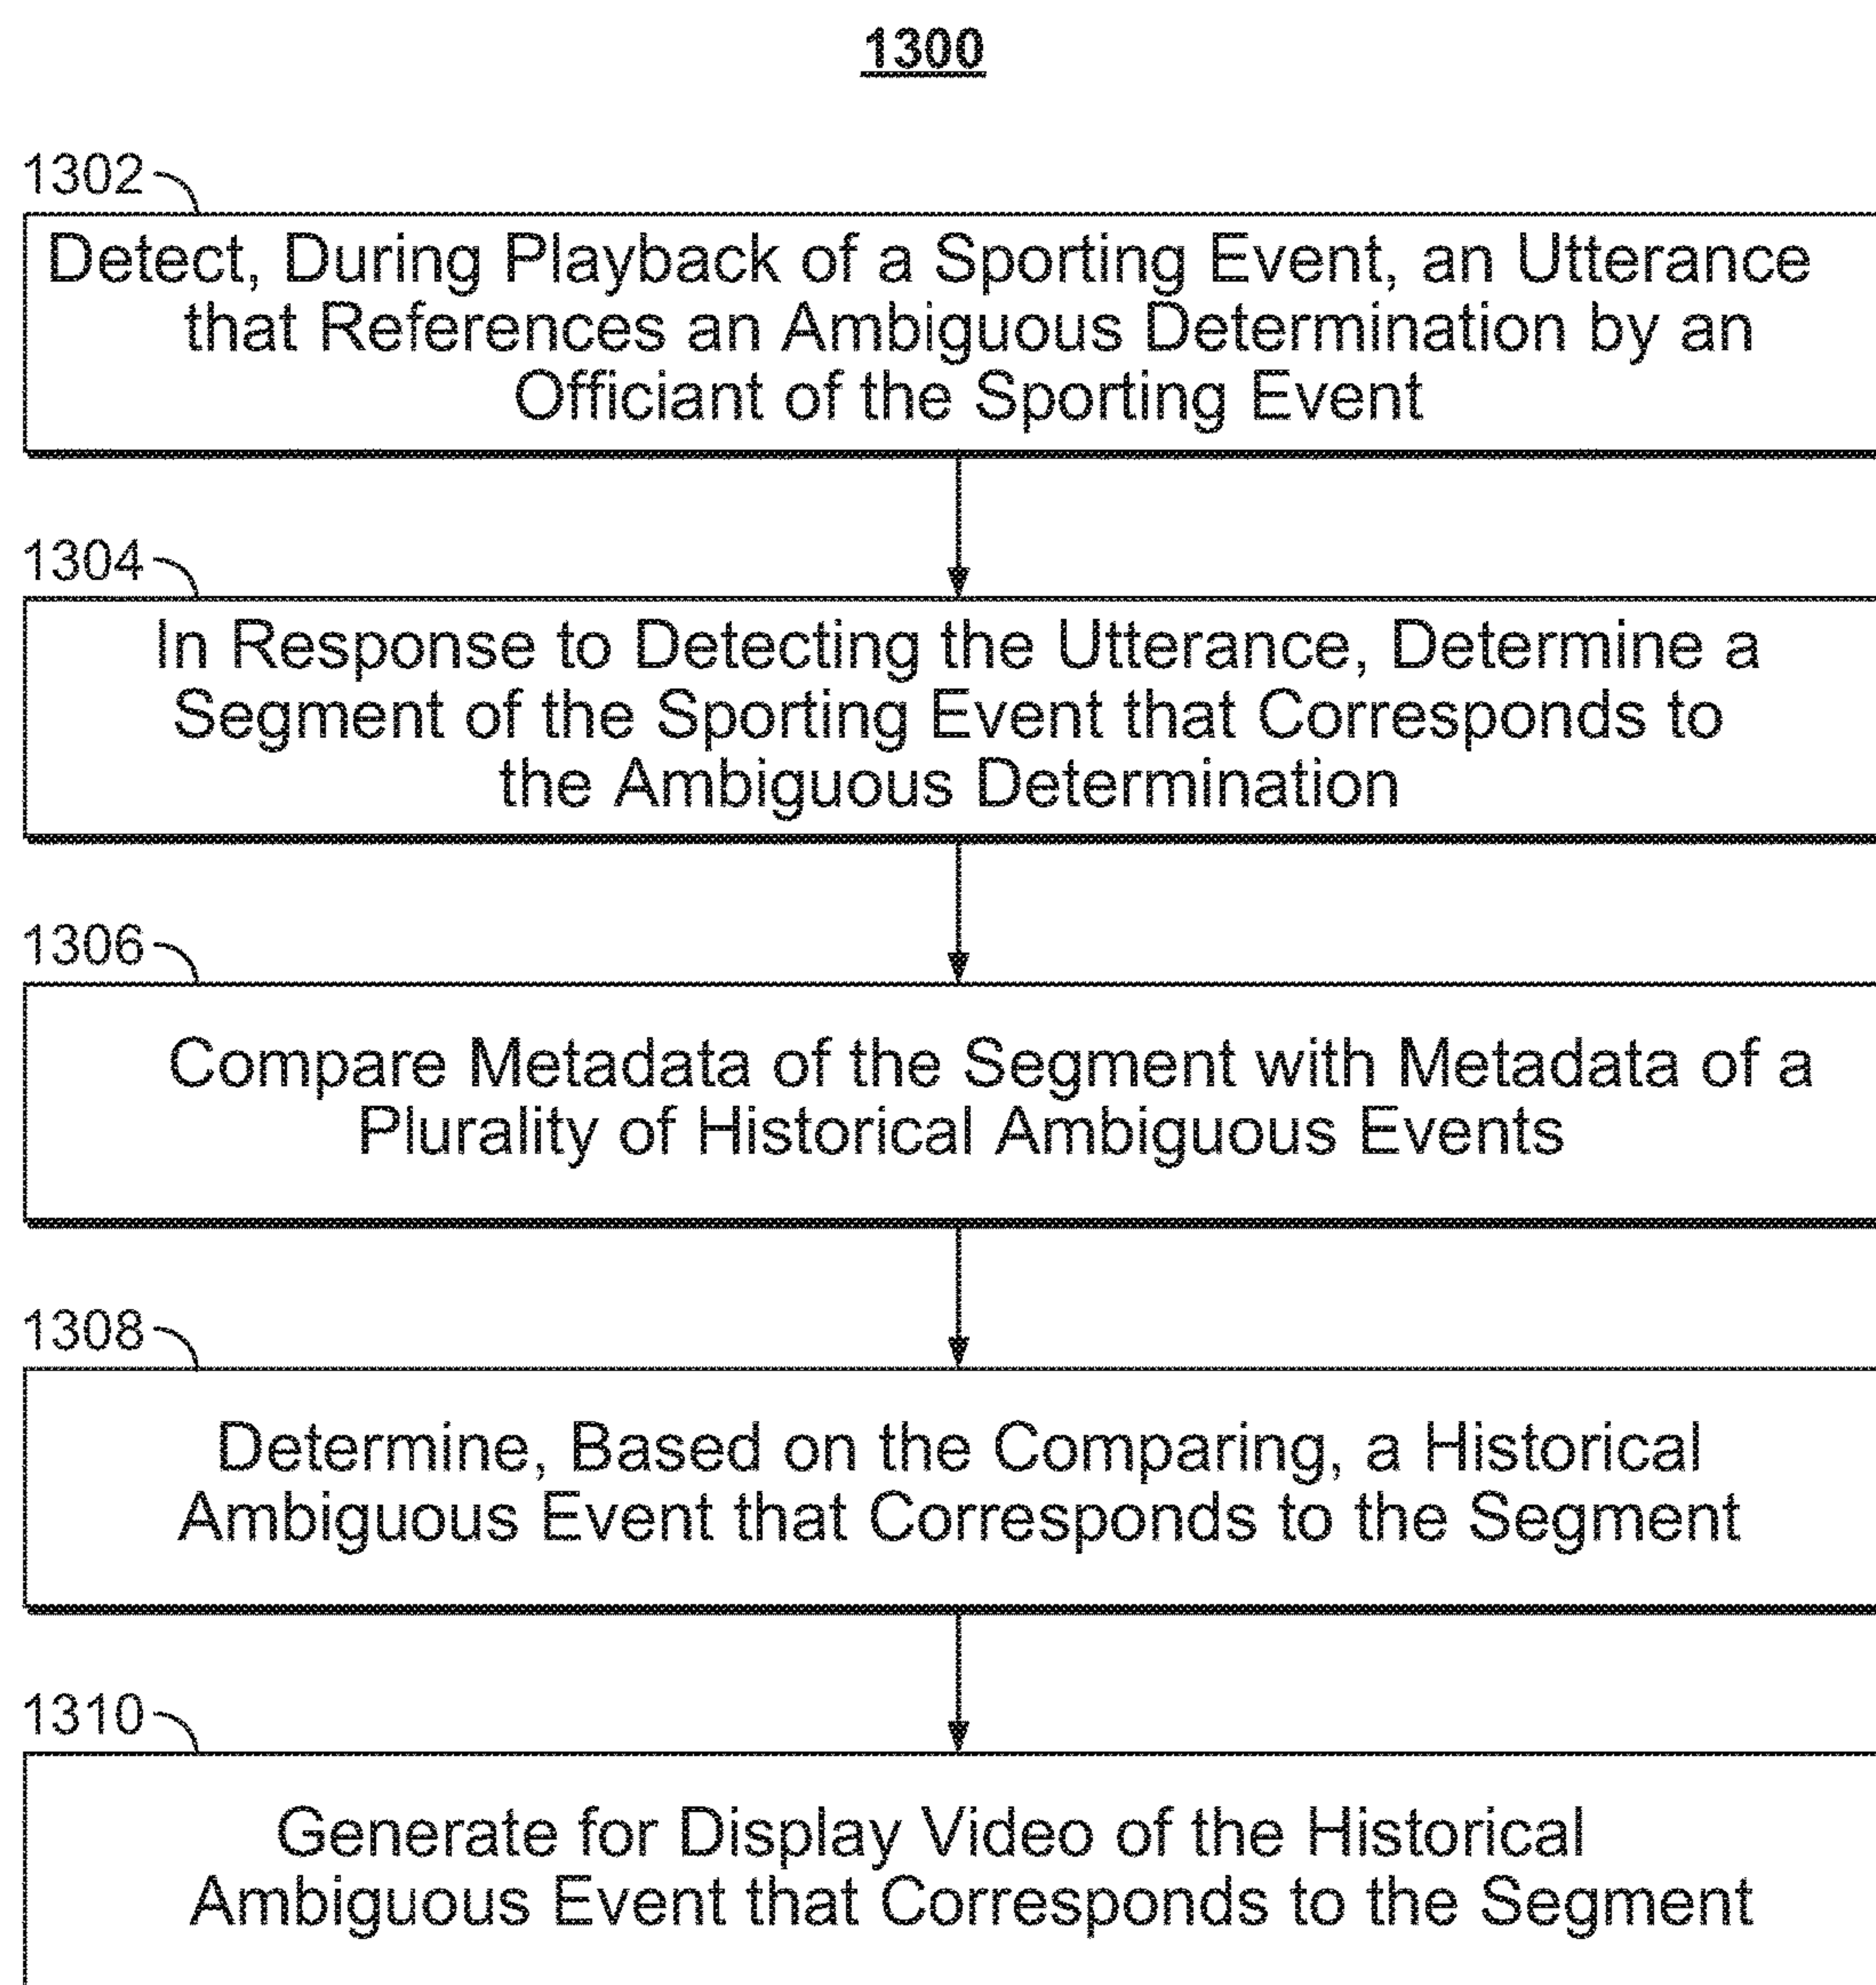 1300
1302
Detect, During Playback of a Sporting Event, an Utterance
that References an Ambiguous Determination by an
Officiant of the Sporting Event
1304
In Response to Detecting the Utterance, Determine a
Segment of the Sporting Event that Corresponds to
the Ambiguous Determination
1306
Compare Metadata of the Segment with Metadata of a
Plurality of Historical Ambiguous Events
1308
Determine, Based on the Comparing, a Historical
Ambiguous Event that Corresponds to the Segment
1310
Generate for Display Video of the Historical
Ambiguous Event that Corresponds to the Segment